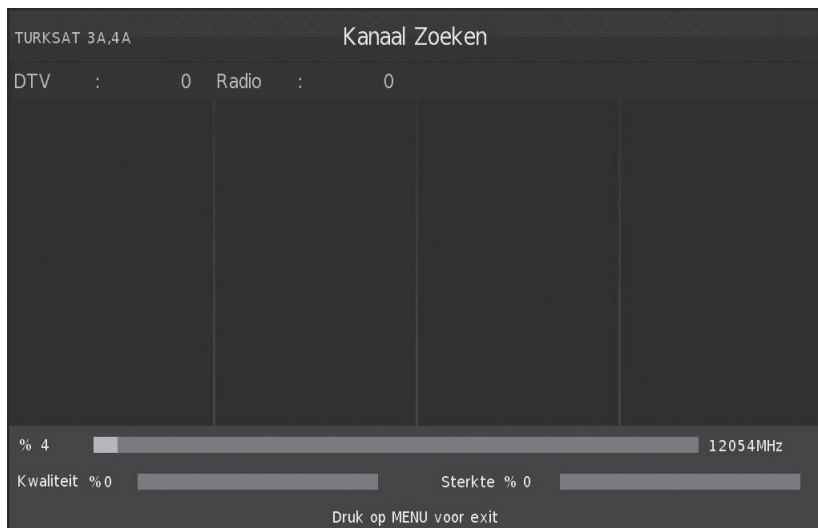 TURKSAT 3A,4A Kanaal Zoeken
DTV : 0 Radio : 0
% 4 12054MHz
Kwaliteit %0 Sterkte % 0
Druk op MENU voor exit